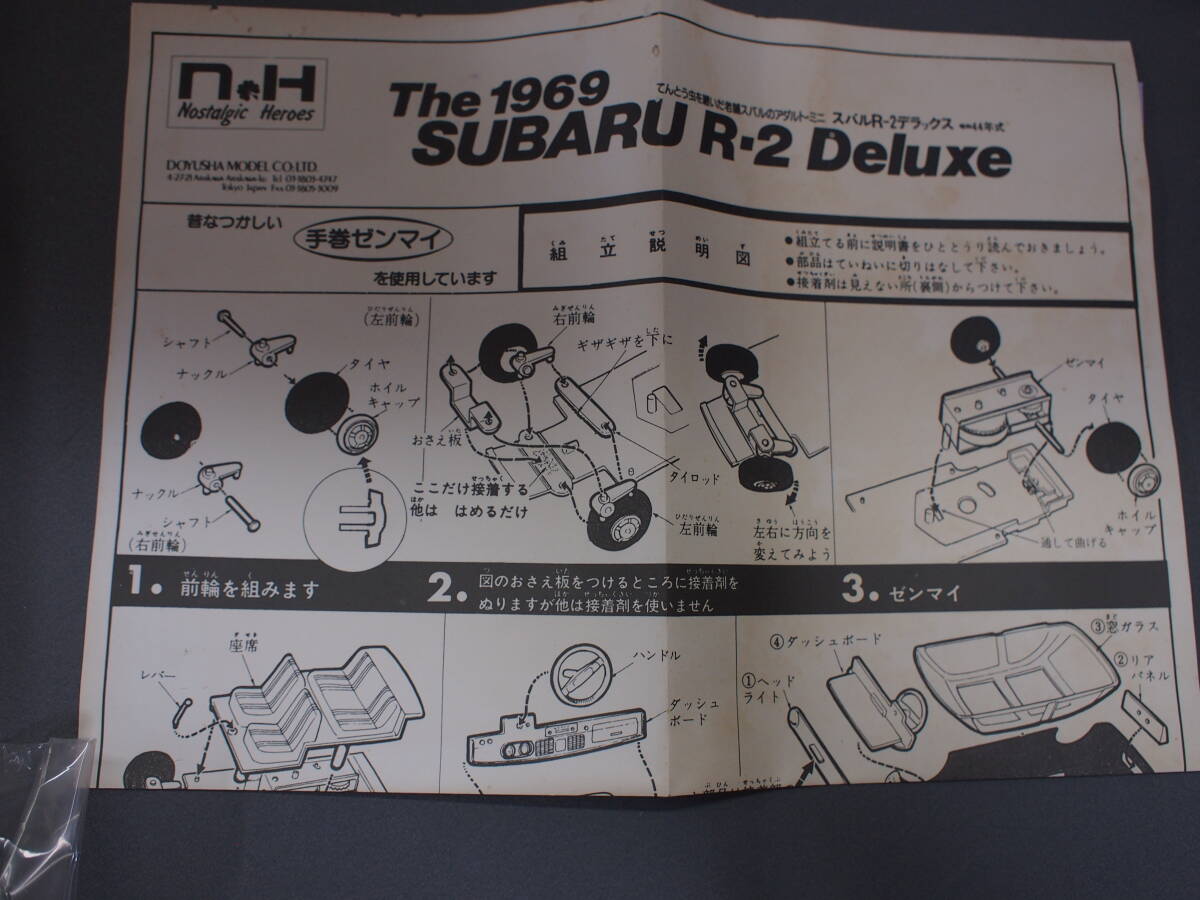 n H
Nostalgic Heroes
DOYUSHA MODEL CO.LTD.
The 1969
SUBARU R-2 Deluxe
てんとう虫を継いだ老舗スバルのアダルト・ミニ スバルR-2デラックス 昭和44年式
昔なつかしい
手巻ゼンマイ
を使用しています
組立説明図
●組立てる前に説明書をひととうり読んでおきましょう。
●部品はていねいに切りはなして下さい。
●接着剤は見えない所(裏側)からつけて下さい。
シャフト
ナックル
(左前輪)
タイヤ
ホイル
キャップ
ナックル
シャフト
(右前輪)
右前輪
ギザギザを下に
おさえ板
ここだけ接着する
他は はめるだけ
タイロッド
左前輪
左右に方向を
変えてみよう
ゼンマイ
タイヤ
ホイル
キャップ
通して曲げる
1. 前輪を組みます
2. 図のおさえ板をつけるところに接着剤を
ぬりますが他は接着剤を使いません
3. ゼンマイ
座席
レバー
ハンドル
ダッシュ
ボード
④ダッシュボード
①ヘッド
ライト
③窓ガラス
②リア
パネル